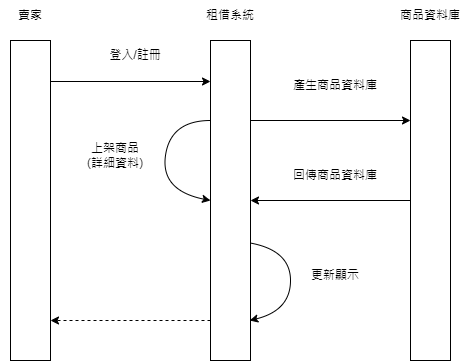 賣家
租借系統
商品資料庫
登入/註冊
產生商品資料庫
上架商品
(詳細資料)
回傳商品資料庫
更新顯示